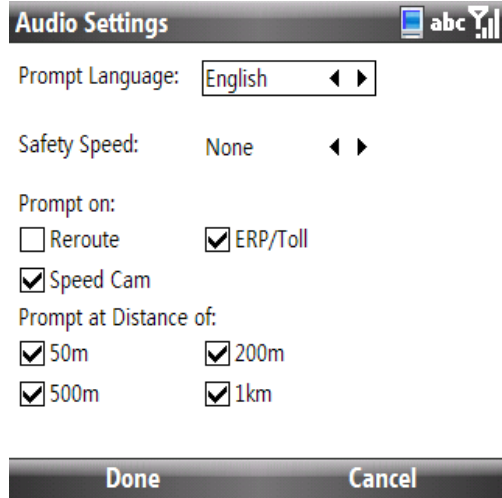 Audio Settings abc
Prompt Language: English
Safety Speed: None
Prompt on:
Reroute ERP/Toll
Speed Cam
Prompt at Distance of:
50m 200m
500m 1km
Done Cancel